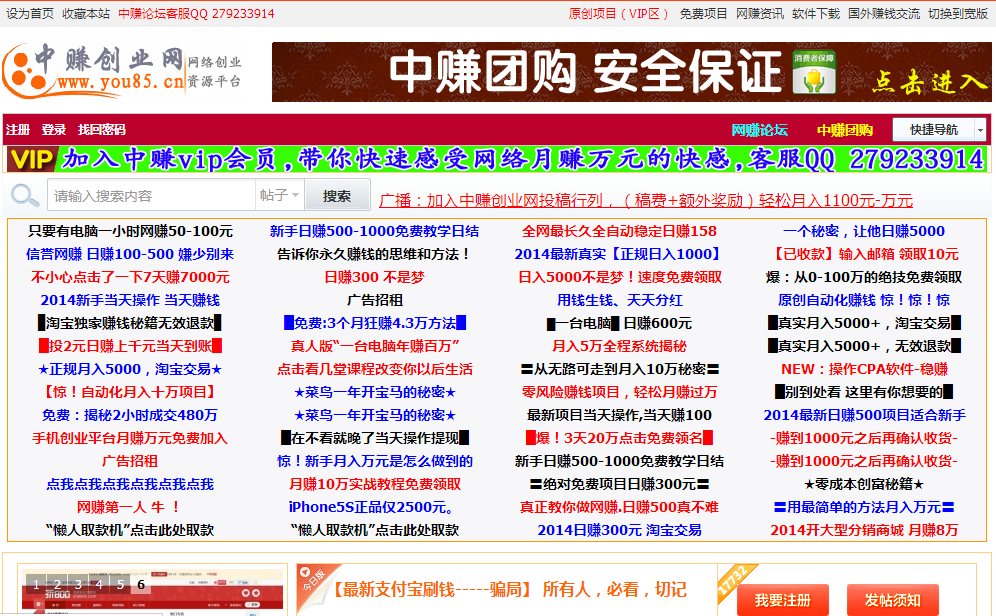 设为首页 收藏本站 中赚论坛客服QQ 279233914 原创项目（VIP区） 免费项目 网赚资讯 软件下载 国外赚钱交流 切换到宽版
中赚创业网
www.you85.cn
网络创业
资源平台
中赚团购 安全保证
消费者保障
点击进入
注册 登录 找回密码 网赚论坛 中赚团购 快捷导航
VIP 加入中赚vip会员,带你快速感受网络月赚万元的快感,客服QQ 279233914
请输入搜索内容 帖子 搜索 广播：加入中赚创业网投稿行列，（稿费+额外奖励）轻松月入1100元-万元
只要有电脑一小时网赚50-100元 新手日赚500-1000免费教学日结 全网最长久全自动稳定日赚158 一个秘密，让他日赚5000
信誉网赚 日赚100-500 嫌少别来 告诉你永久赚钱的思维和方法！ 2014最新真实【正规日入1000】 【已收款】输入邮箱 领取10元
不小心点击了一下7天赚7000元 日赚300 不是梦 日入5000不是梦！速度免费领取 爆：从0-100万的绝技免费领取
2014新手当天操作 当天赚钱 广告招租 用钱生钱、天天分红 原创自动化赚钱 惊！惊！惊
█淘宝独家赚钱秘籍无效退款█ █免费:3个月狂赚4.3万方法█ █一台电脑█ 日赚600元 █真实月入5000+，淘宝交易█
█投2元日赚上千元当天到账█ 真人版“一台电脑年赚百万” 月入5万全程系统揭秘 █真实月入5000+，无效退款█
★正规月入5000，淘宝交易★ 点击看几堂课程改变你以后生活 〓从无路可走到月入10万秘密〓 NEW：操作CPA软件-稳赚
【惊！自动化月入十万项目】 ★菜鸟一年开宝马的秘密★ 零风险赚钱项目，轻松月赚过万 █别到处看 这里有你想要的█
免费：揭秘2小时成交480万 ★菜鸟一年开宝马的秘密★ 最新项目当天操作,当天赚100 2014最新日赚500项目适合新手
手机创业平台月赚万元免费加入 █在不看就晚了当天操作提现█ █爆！3天20万点击免费领名█ -赚到1000元之后再确认收货-
广告招租 惊！新手月入万元是怎么做到的 新手日赚500-1000免费教学日结 -赚到1000元之后再确认收货-
点我点我点我点我点我点我 月赚10万实战教程免费领取 〓绝对免费项目日赚300元〓 ★零成本创富秘籍★
网赚第一人 牛 ！ iPhone5S正品仅2500元。 真正教你做网赚.日赚500真不难 〓用最简单的方法月入万元〓
“懒人取款机”点击此处取款 “懒人取款机”点击此处取款 2014日赚300元 淘宝交易 2014开大型分销商城 月赚8万
1 2 3 4 5 6
今日版
【最新支付宝刷钱-----骗局】 所有人，必看，切记
17732
我要注册 发帖须知